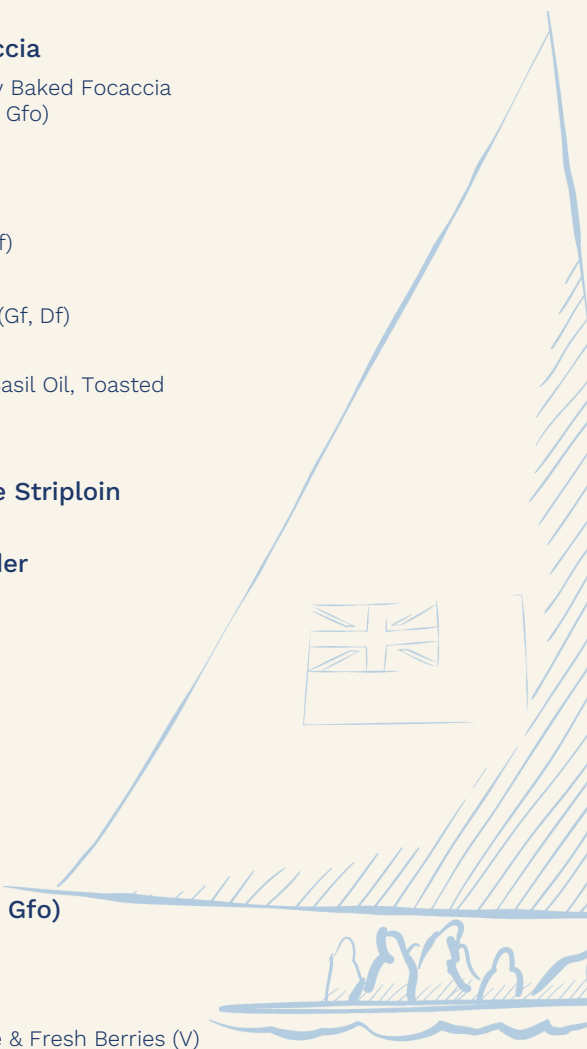 ccia
Baked Focaccia
Gfo)
f)
(Gf, Df)
asil Oil, Toasted
e Striploin
der
Gfo)
e & Fresh Berries (V)